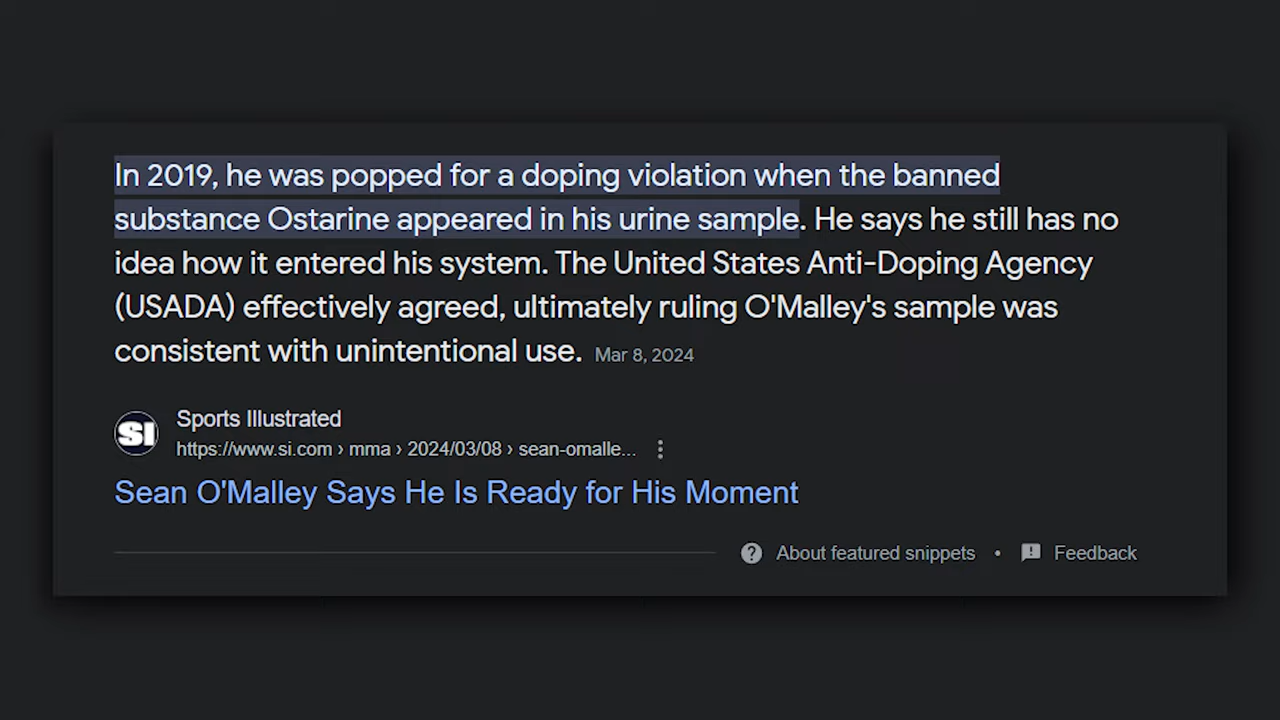 In 2019, he was popped for a doping violation when the banned
substance Ostarine appeared in his urine sample. He says he still has no
idea how it entered his system. The United States Anti-Doping Agency
(USADA) effectively agreed, ultimately ruling O'Malley's sample was
consistent with unintentional use. Mar 8, 2024
SI
Sports Illustrated
https://www.si.com › mma › 2024/03/08 › sean-omalle...
Sean O'Malley Says He Is Ready for His Moment
About featured snippets • Feedback